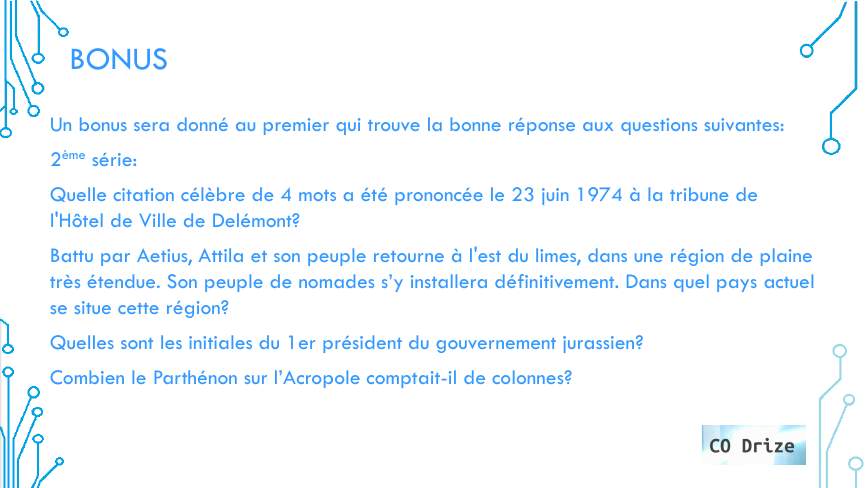 BONUS
Un bonus sera donné au premier qui trouve la bonne réponse aux questions suivantes:
2ème série:
Quelle citation célèbre de 4 mots a été prononcée le 23 juin 1974 à la tribune de
l'Hôtel de Ville de Delémont?
Battu par Aetius, Attila et son peuple retourne à l'est du limes, dans une région de plaine
très étendue. Son peuple de nomades s’y installera définitivement. Dans quel pays actuel
se situe cette région?
Quelles sont les initiales du 1er président du gouvernement jurassien?
Combien le Parthénon sur l’Acropole comptait-il de colonnes?
CO Drize